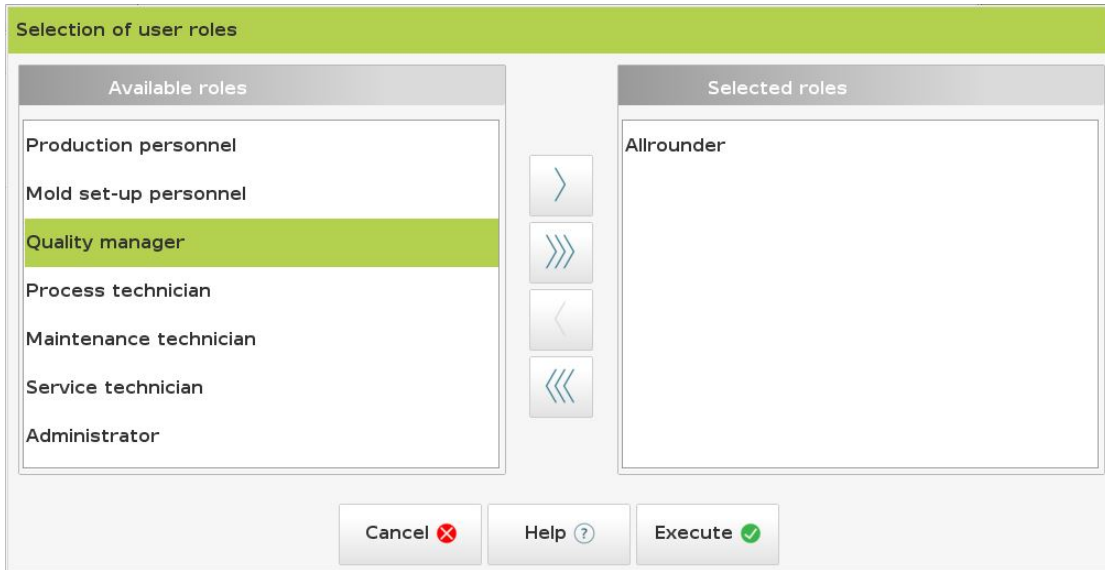 Selection of user roles
Available roles
Production personnel
Mold set-up personnel
Quality manager
Process technician
Maintenance technician
Service technician
Administrator
Selected roles
Allrounder
Cancel
Help ?
Execute